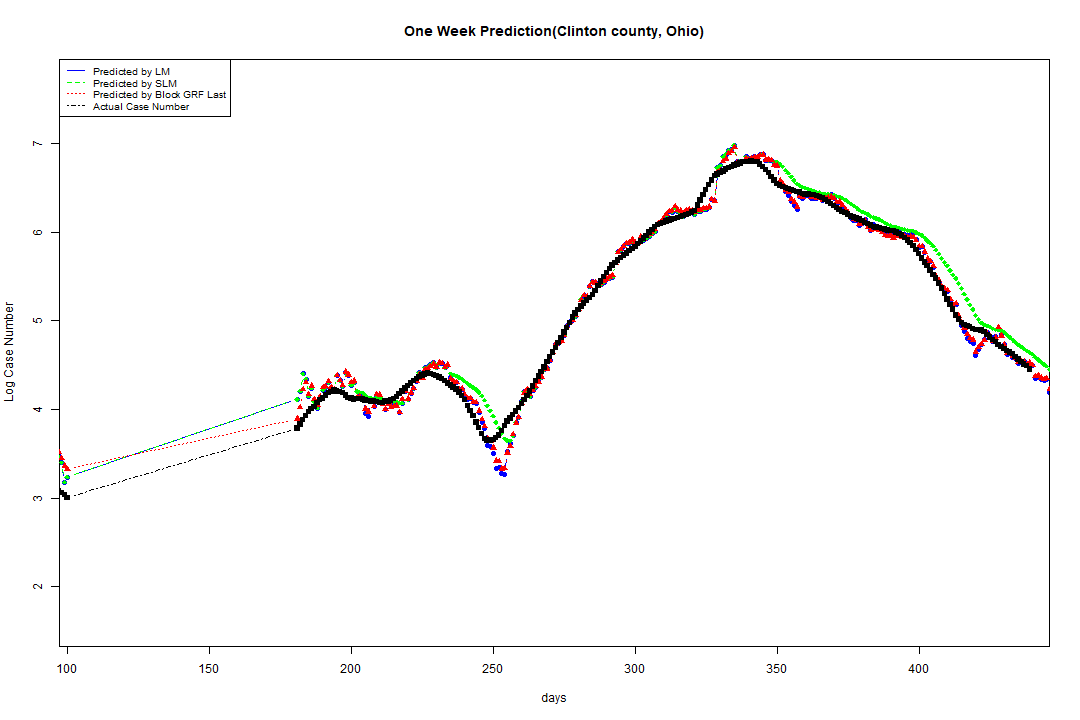 One Week Prediction(Clinton county, Ohio)
Predicted by LM
Predicted by SLM
Predicted by Block GRF Last
Actual Case Number
7
6
5
4
3
2
Log Case Number
100 150 200 250 300 350 400
days